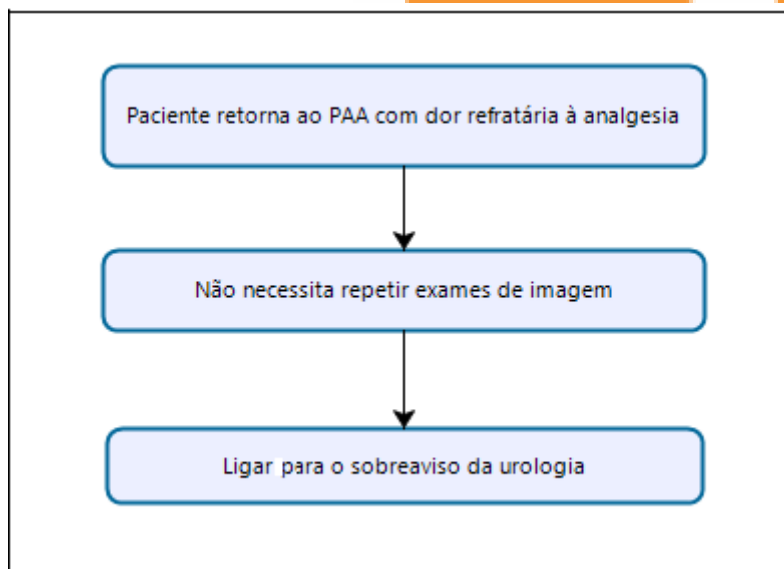 Paciente retorna ao PAA com dor refratária à analgesia
Não necessita repetir exames de imagem
Ligar para o sobreaviso da urologia